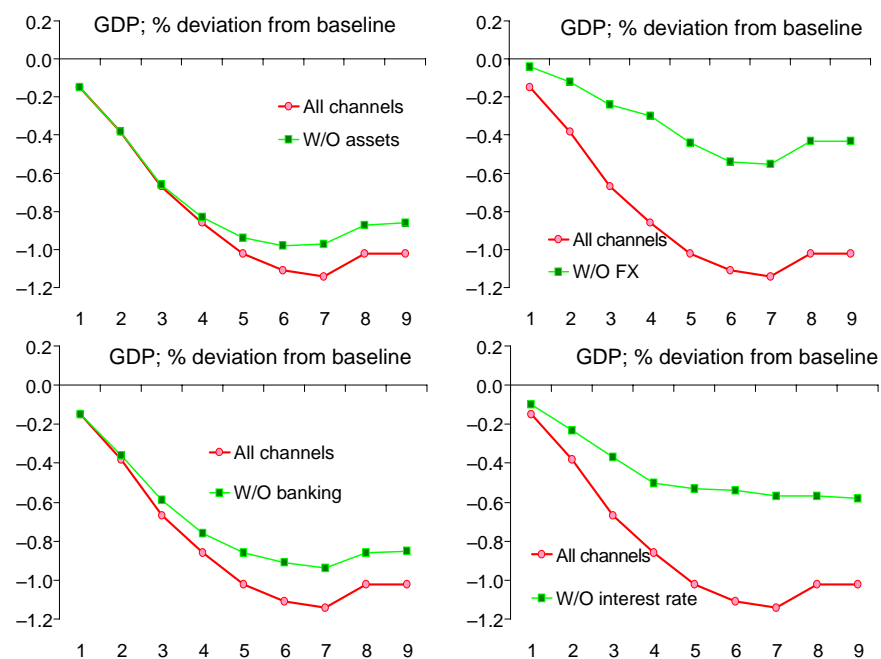 GDP; % deviation from baseline
0.2
0.0
–0.2
–0.4
–0.6
–0.8
–1.0
–1.2
All channels
W/O assets
1 2 3 4 5 6 7 8 9
GDP; % deviation from baseline
0.2
0.0
–0.2
–0.4
–0.6
–0.8
–1.0
–1.2
All channels
W/O FX
1 2 3 4 5 6 7 8 9
GDP; % deviation from baseline
0.2
0.0
–0.2
–0.4
–0.6
–0.8
–1.0
–1.2
All channels
W/O banking
1 2 3 4 5 6 7 8 9
GDP; % deviation from baseline
0.2
0.0
–0.2
–0.4
–0.6
–0.8
–1.0
–1.2
All channels
W/O interest rate
1 2 3 4 5 6 7 8 9